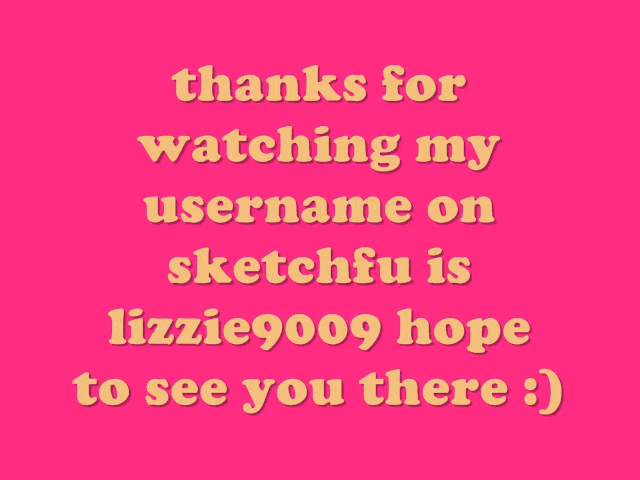 thanks for
watching my
username on
sketchfu is
lizzie9009 hope
to see you there :)